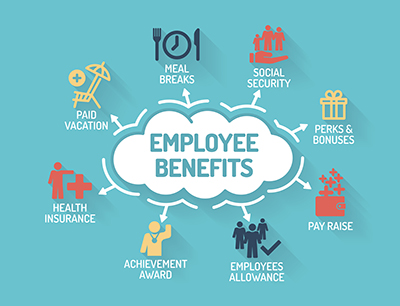 MEAL
BREAKS
SOCIAL
SECURITY
PAID
VACATION
PERKS &
BONUSES
EMPLOYEE
BENEFITS
HEALTH
INSURANCE
PAY RAISE
ACHIEVEMENT
AWARD
EMPLOYEES
ALLOWANCE